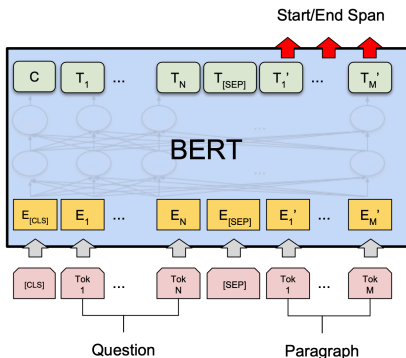 Start/End Span
C T1 ... TN T[SEP] T1' ... TM'
BERT
E[CLS] E1 ... EN E[SEP] E1' ... EM'
[CLS] Tok 1 ... Tok N [SEP] Tok 1 ... Tok M
Question Paragraph